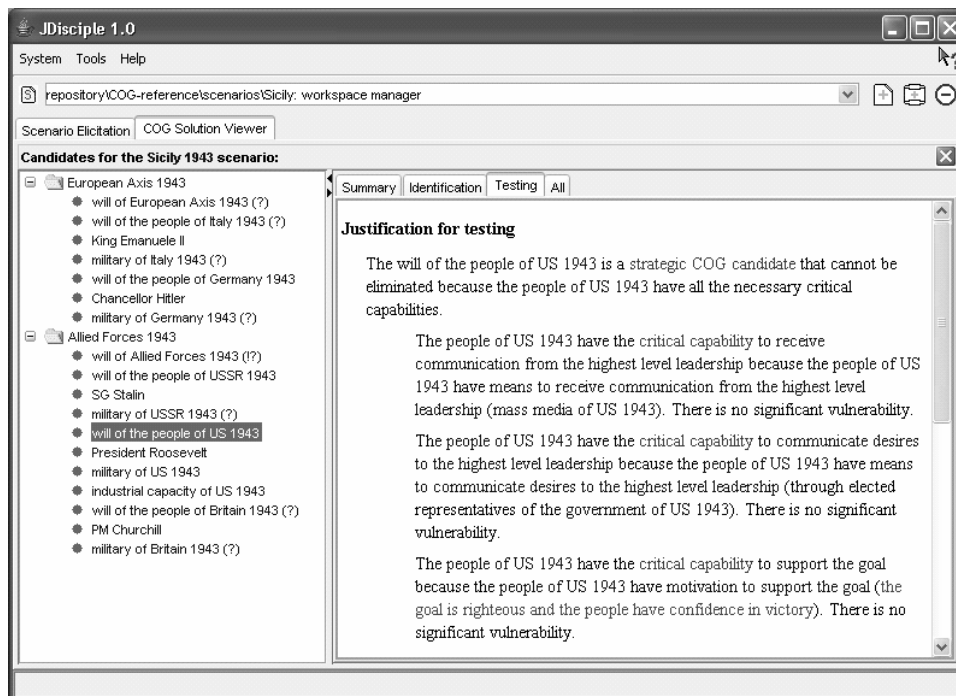 JDisciple 1.0
System Tools Help
repository\COG-reference\scenarios\Sicily: workspace manager
Scenario Elicitation COG Solution Viewer
Candidates for the Sicily 1943 scenario:
European Axis 1943
will of European Axis 1943 (?)
will of the people of Italy 1943 (?)
King Emanuele II
military of Italy 1943 (?)
will of the people of Germany 1943
Chancellor Hitler
military of Germany 1943 (?)
Allied Forces 1943
will of Allied Forces 1943 (!?)
will of the people of USSR 1943
SG Stalin
military of USSR 1943 (?)
will of the people of US 1943
President Roosevelt
military of US 1943
industrial capacity of US 1943
will of the people of Britain 1943 (?)
PM Churchill
military of Britain 1943 (?)
Summary Identification Testing All
Justification for testing
The will of the people of US 1943 is a strategic COG candidate that cannot be
eliminated because the people of US 1943 have all the necessary critical
capabilities.
The people of US 1943 have the critical capability to receive
communication from the highest level leadership because the people of US
1943 have means to receive communication from the highest level
leadership (mass media of US 1943). There is no significant vulnerability.
The people of US 1943 have the critical capability to communicate desires
to the highest level leadership because the people of US 1943 have means
to communicate desires to the highest level leadership (through elected
representatives of the government of US 1943). There is no significant
vulnerability.
The people of US 1943 have the critical capability to support the goal
because the people of US 1943 have motivation to support the goal (the
goal is righteous and the people have confidence in victory). There is no
significant vulnerability.